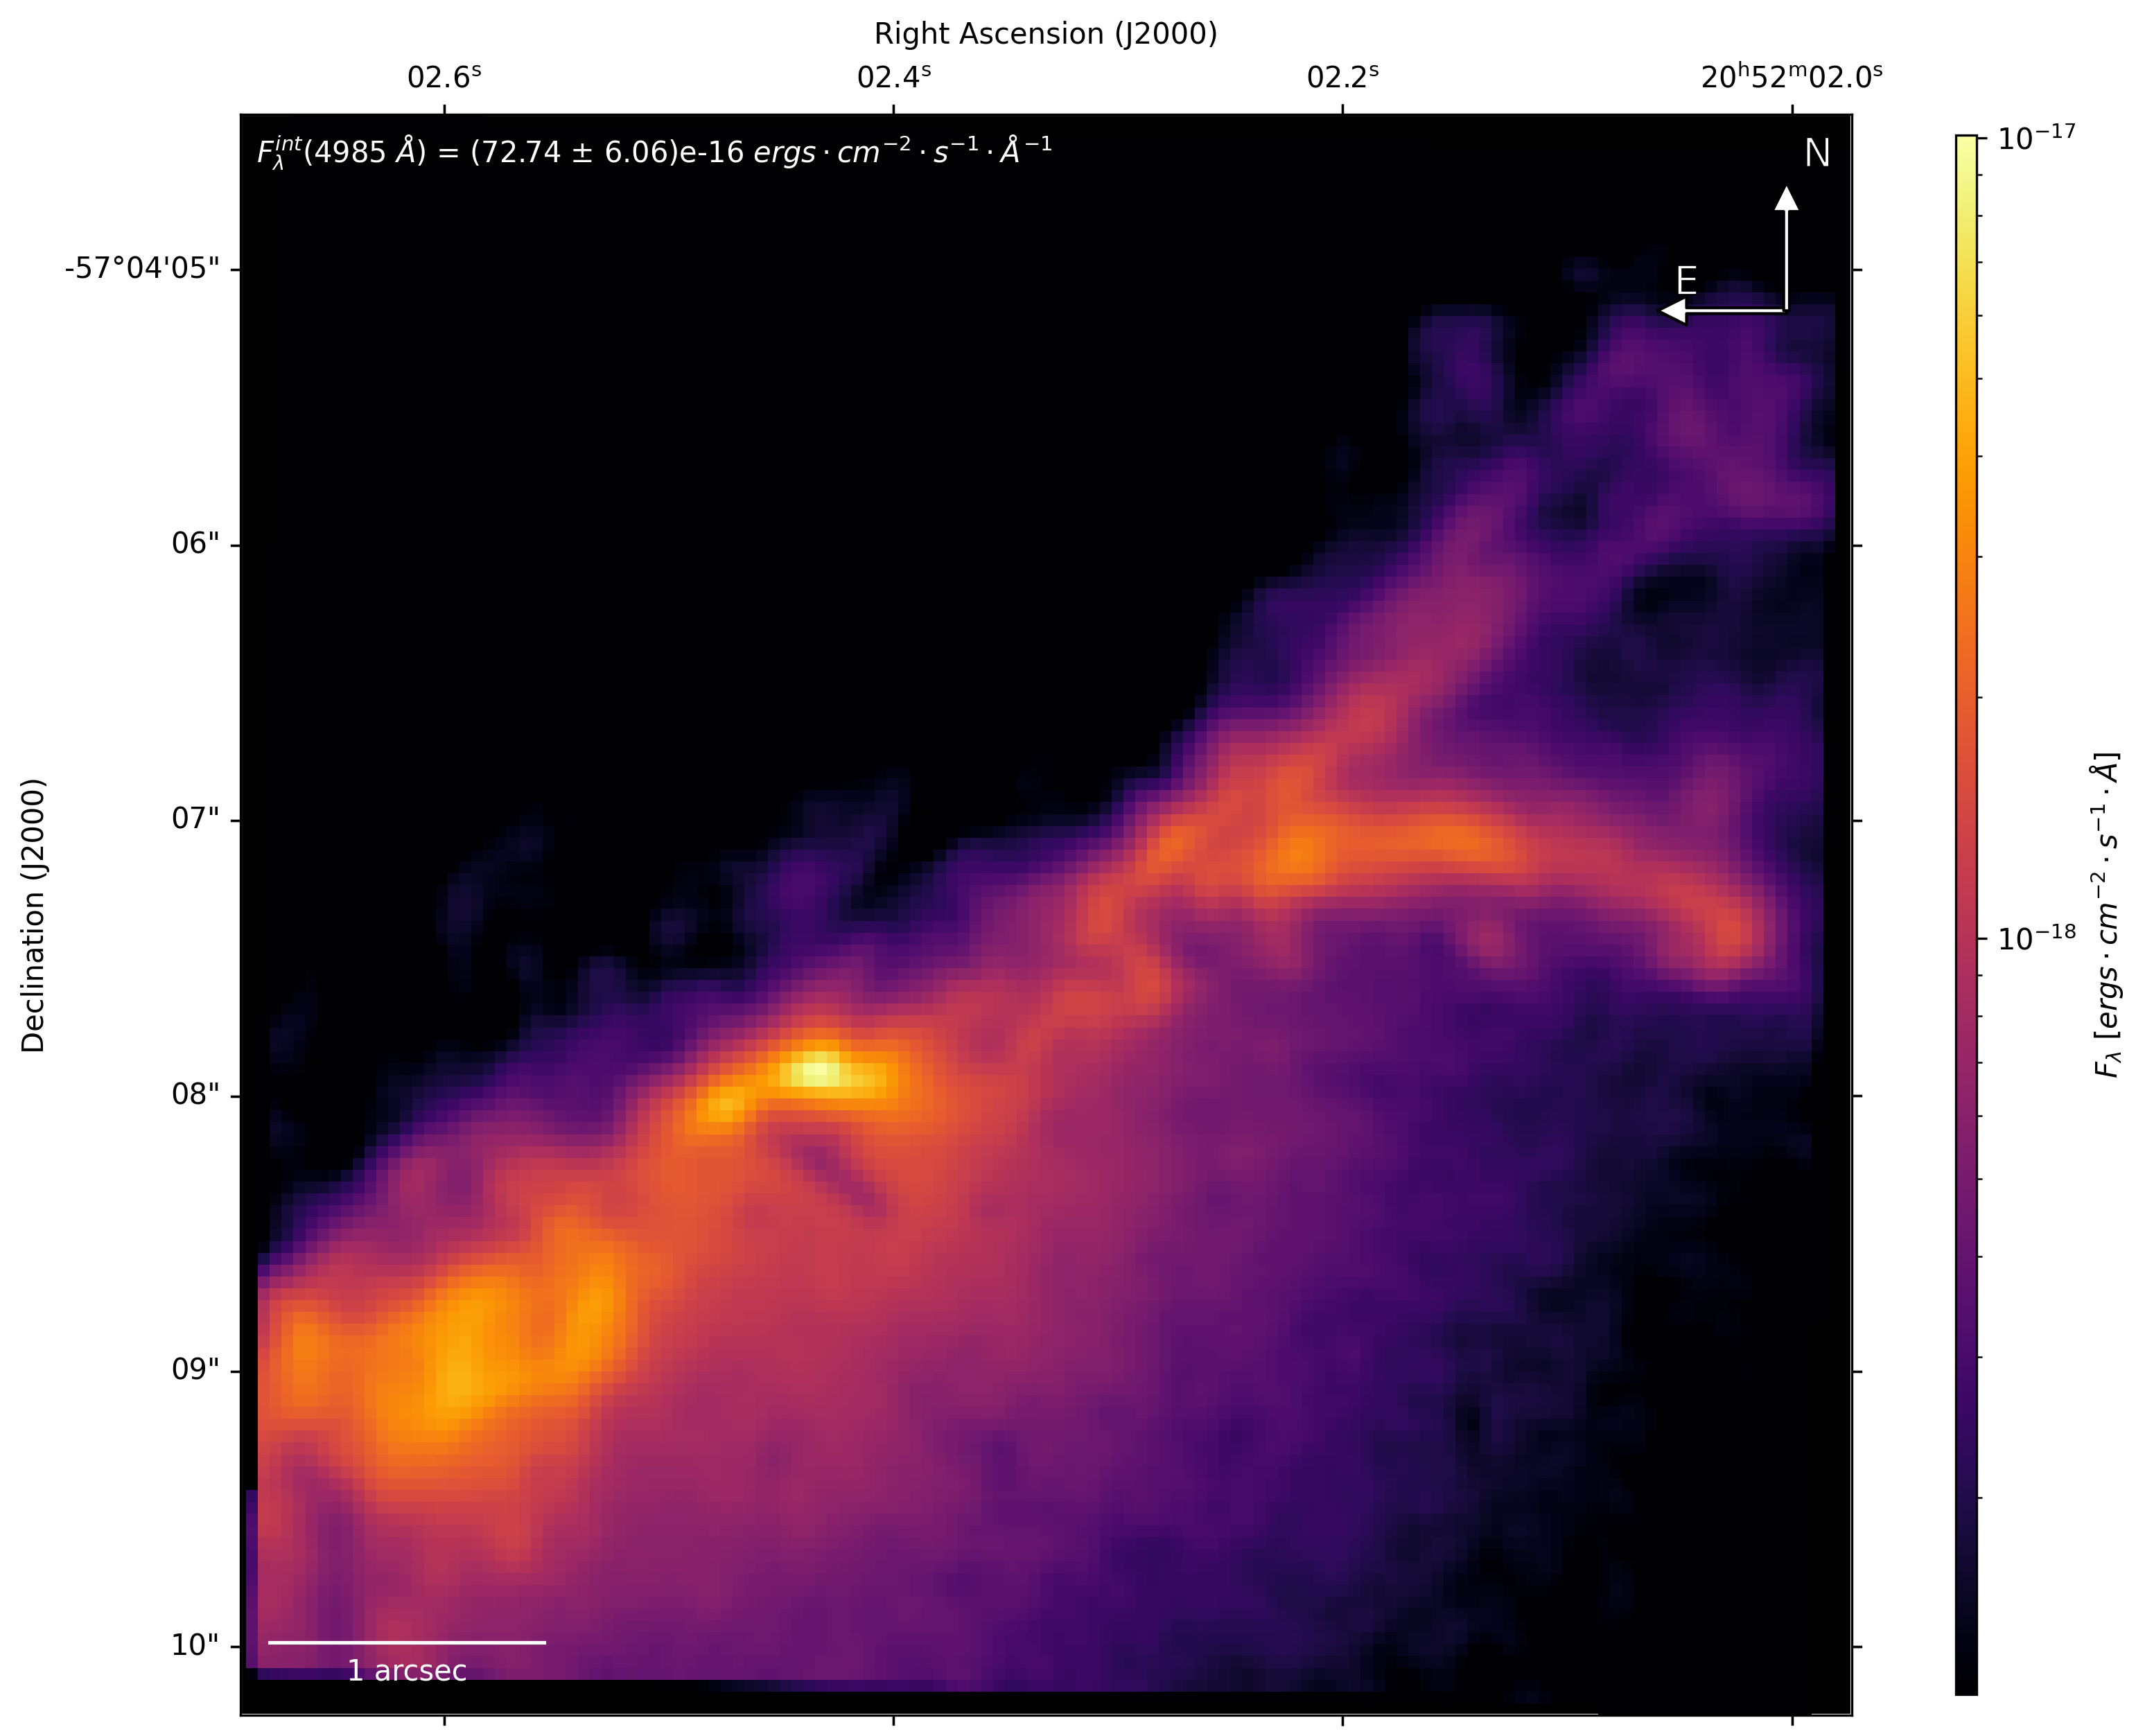 Right Ascension (J2000)
02.6ˢ 02.4ˢ 02.2ˢ 20ʰ52ᵐ02.0ˢ
F_λ^{int}(4985 Å) = (72.74 ± 6.06)e-16 ergs · cm⁻² · s⁻¹ · Å⁻¹
N
E
-57°04'05"
06"
07"
08"
09"
10"
Declination (J2000)
1 arcsec
10⁻¹⁷
10⁻¹⁸
F_λ [ergs · cm⁻² · s⁻¹ · Å]